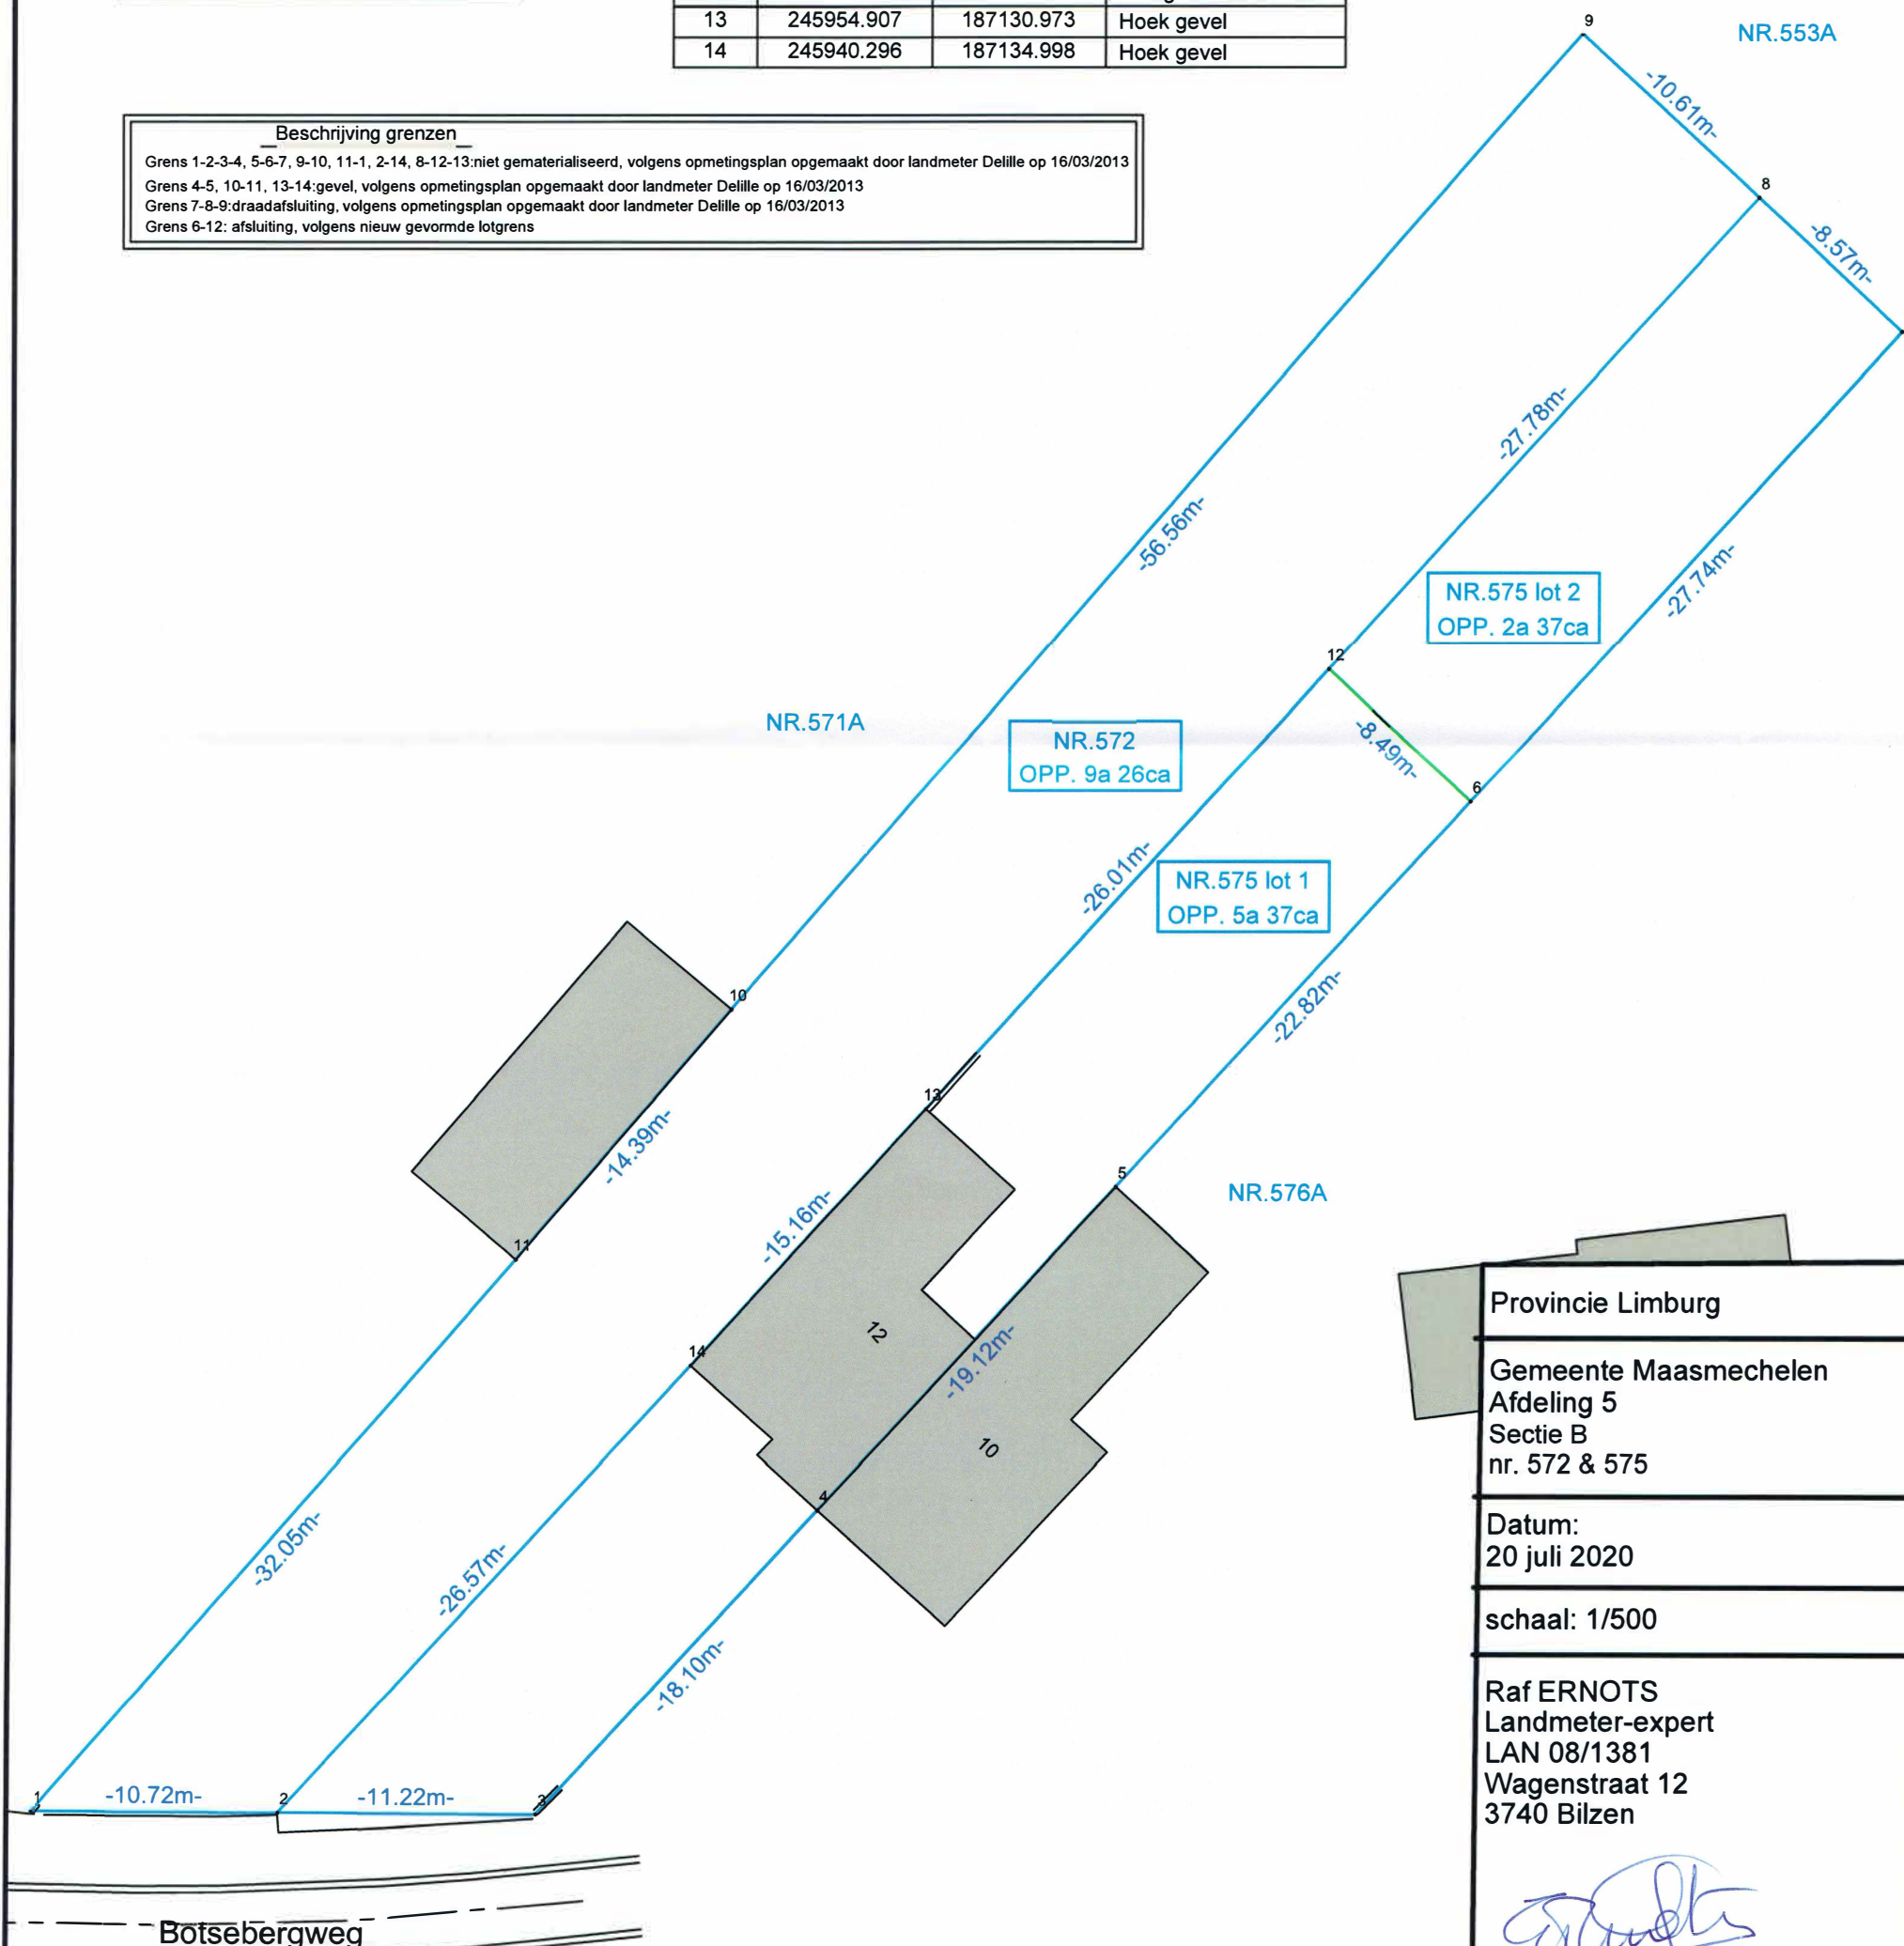 13 245954.907 187130.973 Hoek gevel
14 245940.296 187134.998 Hoek gevel
Beschrijving grenzen
Grens 1-2-3-4, 5-6-7, 9-10, 11-1, 2-14, 8-12-13:niet gematerialiseerd, volgens opmetingsplan opgemaakt door landmeter Delille op 16/03/2013
Grens 4-5, 10-11, 13-14:gevel, volgens opmetingsplan opgemaakt door landmeter Delille op 16/03/2013
Grens 7-8-9:draadafsluiting, volgens opmetingsplan opgemaakt door landmeter Delille op 16/03/2013
Grens 6-12: afsluiting, volgens nieuw gevormde lotgrens
9
NR.553A
-10.61m-
8
-8.57m-
-27.78m-
-56.56m-
-27.74m-
NR.575 lot 2
OPP. 2a 37ca
12
NR.571A
NR.572
OPP. 9a 26ca
-8.49m-
6
-26.01m-
NR.575 lot 1
OPP. 5a 37ca
10
-22.82m-
13
-14.39m-
5
NR.576A
-15.16m-
11
12
14
-19.12m-
10
4
-32.05m-
-26.57m-
-18.10m-
1
-10.72m-
2
-11.22m-
3
Botsebergweg
Provincie Limburg
Gemeente Maasmechelen
Afdeling 5
Sectie B
nr. 572 & 575
Datum:
20 juli 2020
schaal: 1/500
Raf ERNOTS
Landmeter-expert
LAN 08/1381
Wagenstraat 12
3740 Bilzen